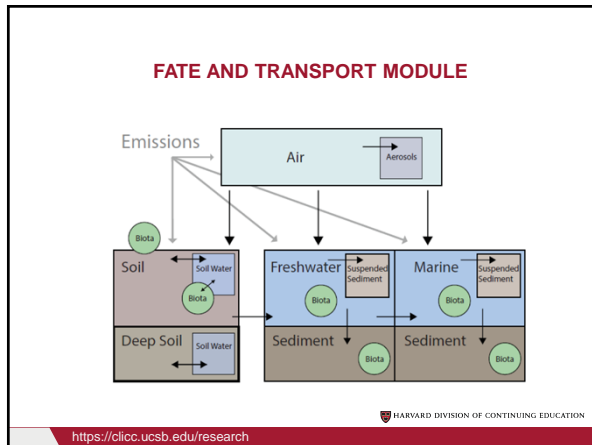 FATE AND TRANSPORT MODULE
Emissions
Air
Aerosols
Biota
Soil
Soil Water
Biota
Freshwater
Suspended
Sediment
Biota
Marine
Suspended
Sediment
Biota
Deep Soil
Soil Water
Sediment
Biota
Sediment
Biota
HARVARD DIVISION OF CONTINUING EDUCATION
https://clicc.ucsb.edu/research